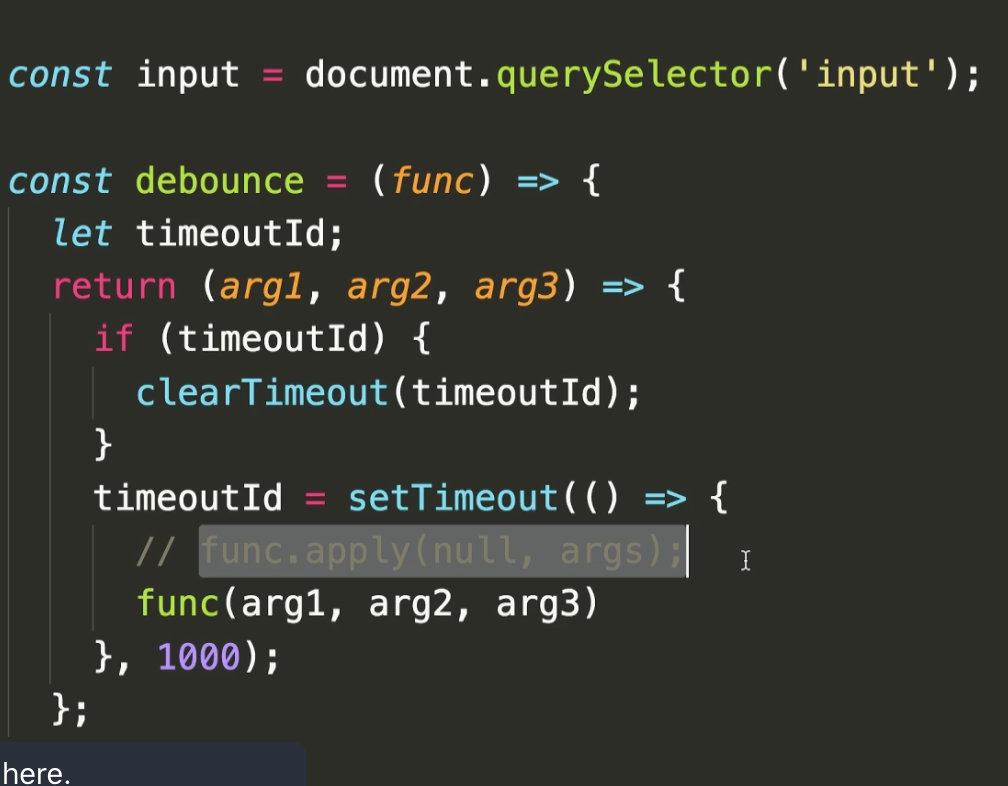 const input = document.querySelector('input');
const debounce = (func) => {
let timeoutId;
return (arg1, arg2, arg3) => {
if (timeoutId) {
clearTimeout(timeoutId);
}
timeoutId = setTimeout(() => {
// func.apply(null, args);
func(arg1, arg2, arg3)
}, 1000);
};
here.